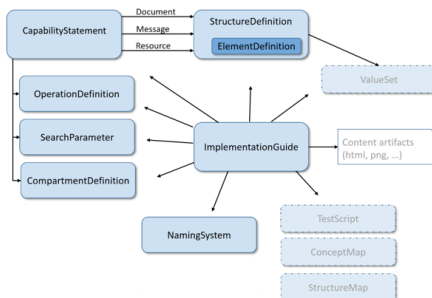 Document
CapabilityStatement
StructureDefinition
Message
Resource
ElementDefinition
ValueSet
OperationDefinition
SearchParameter
ImplementationGuide
Content artifacts
(html, png, ...)
CompartmentDefinition
TestScript
NamingSystem
ConceptMap
StructureMap